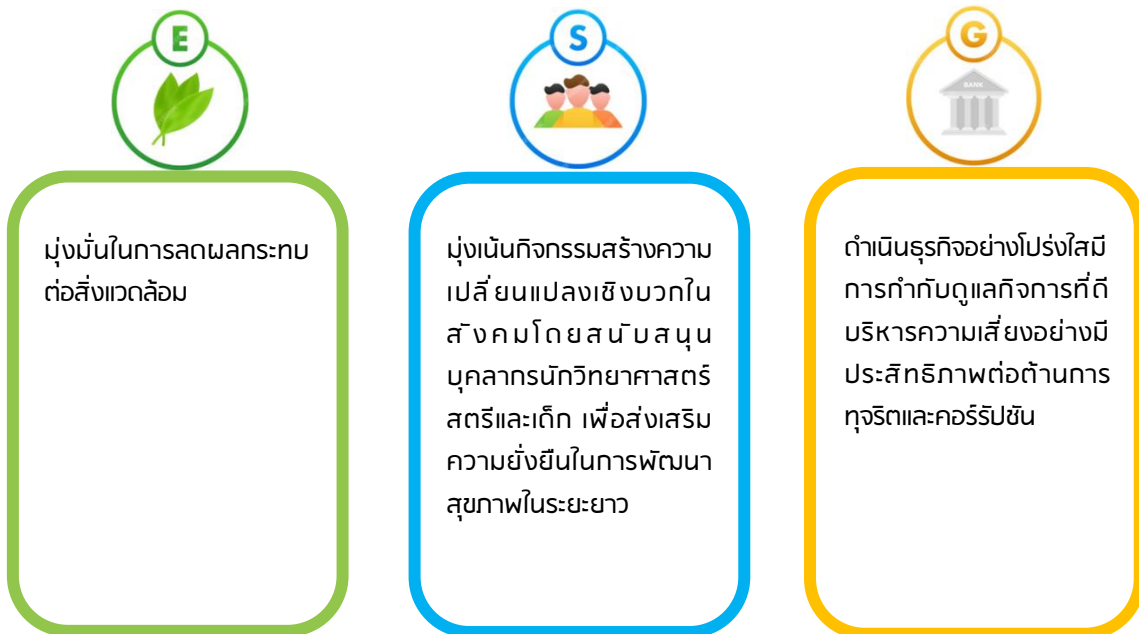 E
มุ่งมั่นในการลดผลกระทบ
ต่อสิ่งแวดล้อม
S
มุ่งเน้นกิจกรรมสร้างความ
เปลี่ยนแปลงเชิงบวกใน
สังคมโดยสนับสนุน
บุคลากรนักวิทยาศาสตร์
สตรีและเด็ก เพื่อส่งเสริม
ความยั่งยืนในการพัฒนา
สุขภาพในระยะยาว
G
BANK
ดำเนินธุรกิจอย่างโปร่งใสมี
การกำกับดูแลกิจการที่ดี
บริหารความเสี่ยงอย่างมี
ประสิทธิภาพต่อต้านการ
ทุจริตและคอร์รัปชัน